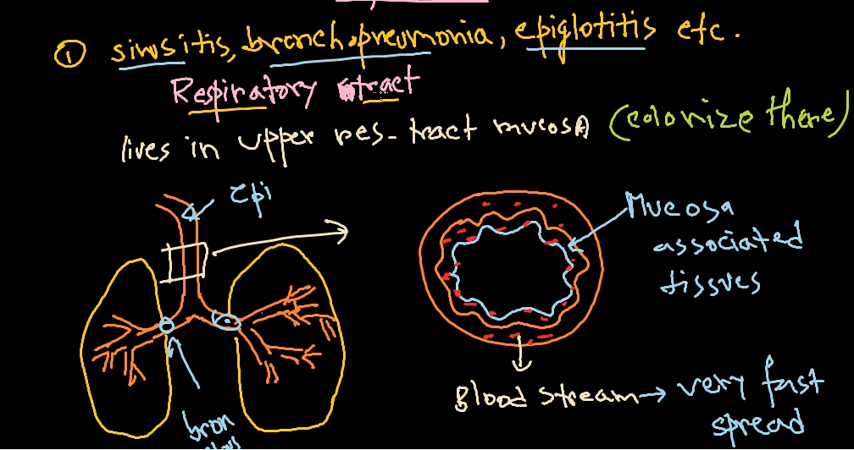 ① sinusitis, bronchopneumonia, epiglotitis etc.
Respiratory tract
lives in upper res- tract mucosa (colonize there)
Epi
Mucosa
associated
tissues
Blood stream → very fast
spread
bron